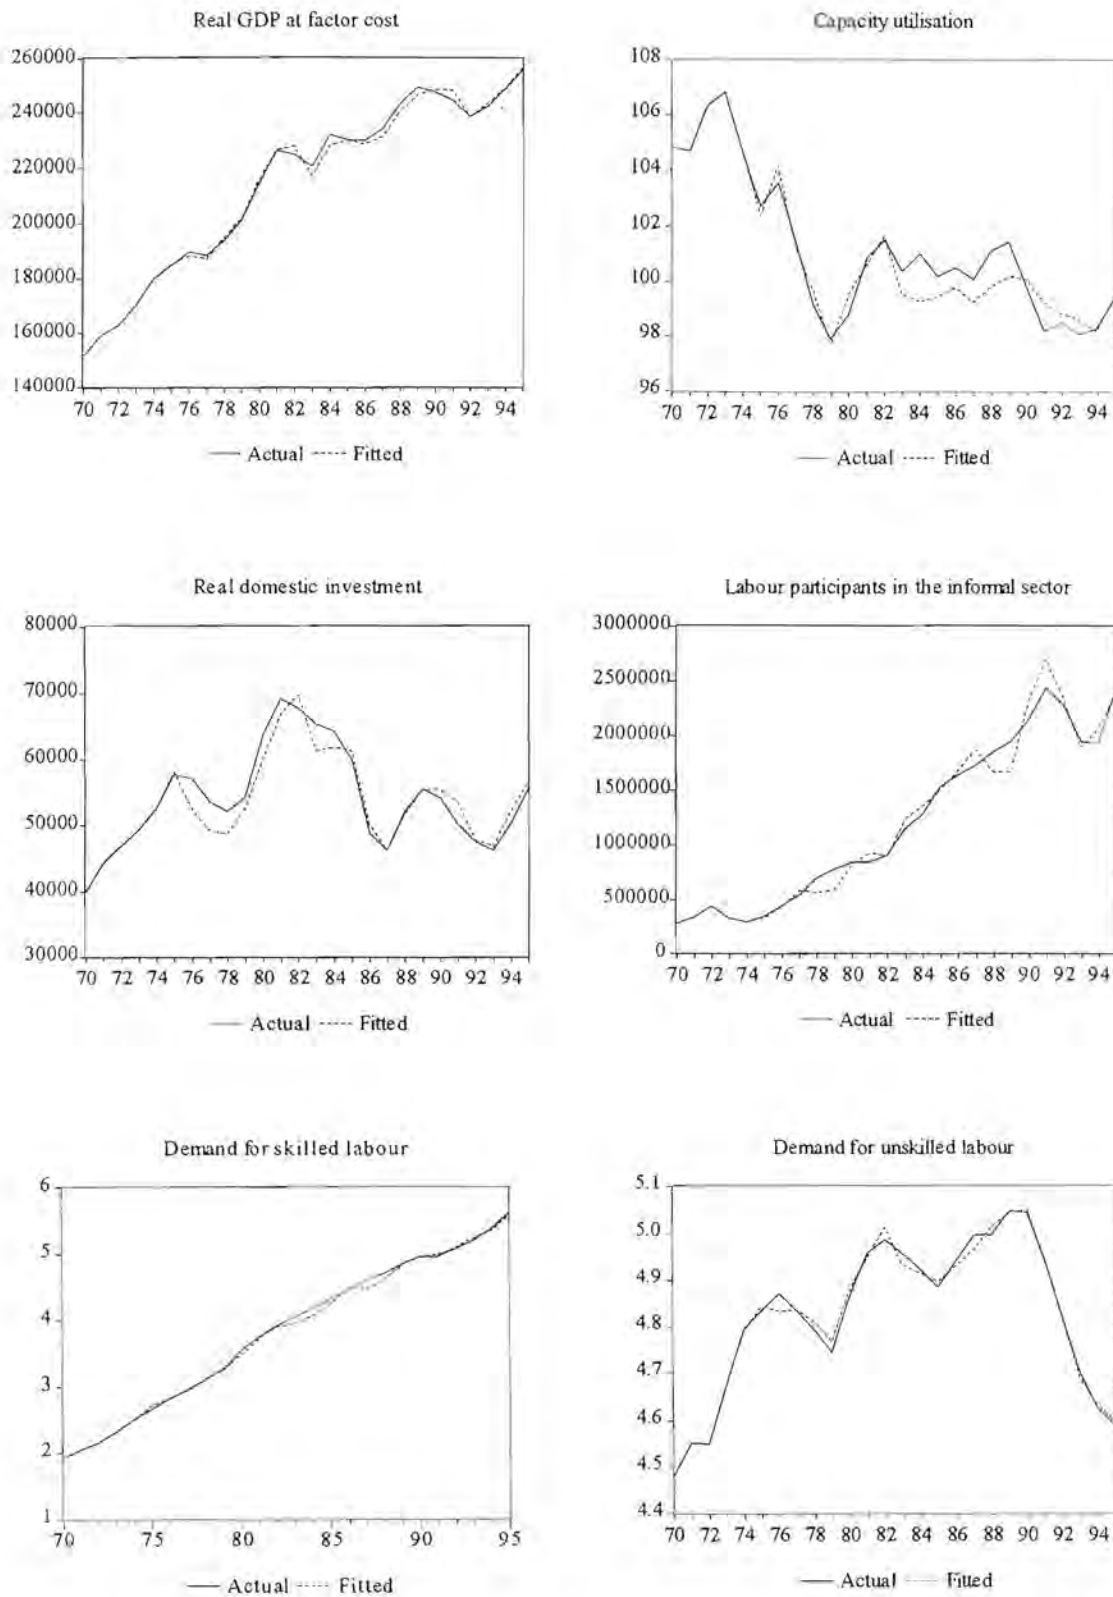 Real GDP at factor cost
260000
240000
220000
200000
180000
160000
140000
70 72 74 76 78 80 82 84 86 88 90 92 94
Actual Fitted
Capacity utilisation
108
106
104
102
100
98
96
70 72 74 76 78 80 82 84 86 88 90 92 94
Actual Fitted
Real domestic investment
80000
70000
60000
50000
40000
30000
70 72 74 76 78 80 82 84 86 88 90 92 94
Actual Fitted
Labour participants in the informal sector
3000000
2500000
2000000
1500000
1000000
500000
0
70 72 74 76 78 80 82 84 86 88 90 92 94
Actual Fitted
Demand for skilled labour
6
5
4
3
2
1
70 75 80 85 90 95
Actual Fitted
Demand for unskilled labour
5.1
5.0
4.9
4.8
4.7
4.6
4.5
4.4
70 72 74 76 78 80 82 84 86 88 90 92 94
Actual Fitted